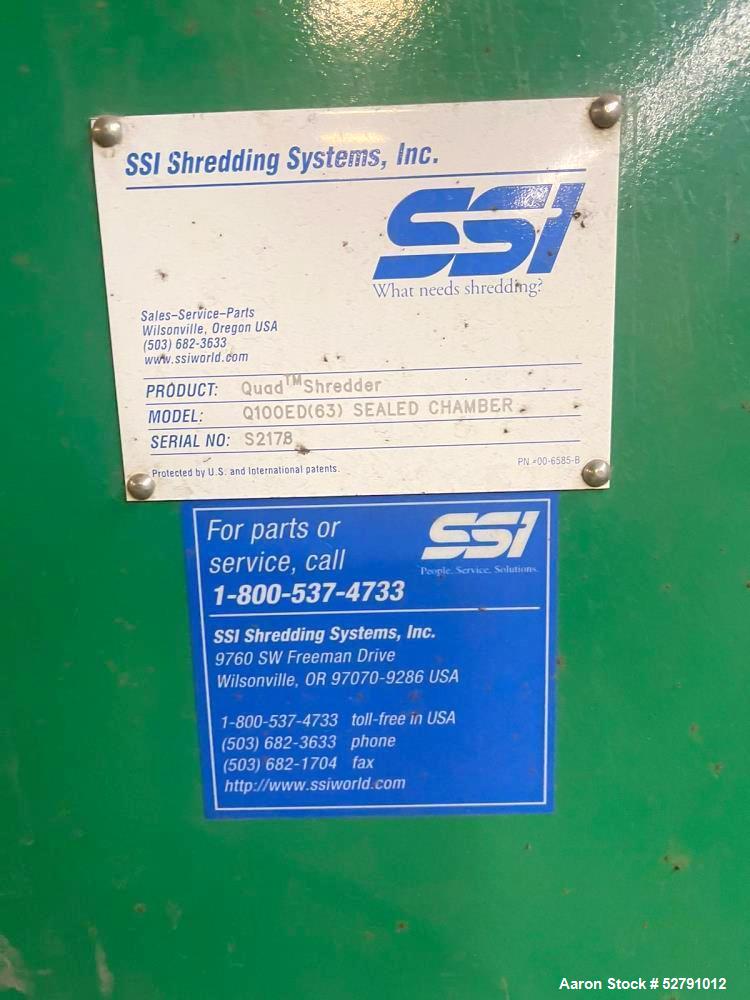 SSI Shredding Systems, Inc.
SSI
What needs shredding?
Sales–Service–Parts
Wilsonville, Oregon USA
(503) 682-3633
www.ssiworld.com
PRODUCT: Quad™Shredder
MODEL: Q100ED(63) SEALED CHAMBER
SERIAL NO: S2178
Protected by U.S. and International patents.
PN #00-6585-B
For parts or
service, call
1-800-537-4733
SSI
People. Service. Solutions.
SSI Shredding Systems, Inc.
9760 SW Freeman Drive
Wilsonville, OR 97070-9286 USA
1-800-537-4733 toll-free in USA
(503) 682-3633 phone
(503) 682-1704 fax
http://www.ssiworld.com
Aaron Stock # 52791012